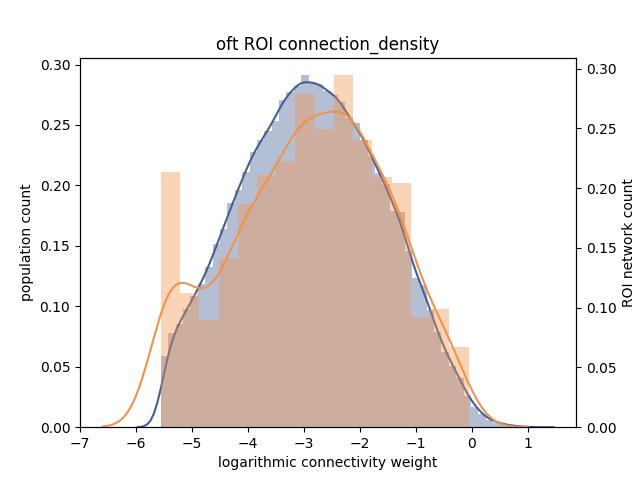 oft ROI connection_density
0.30
0.25
0.20
0.15
0.10
0.05
0.00
population count
0.30
0.25
0.20
0.15
0.10
0.05
0.00
ROI network count
−7 −6 −5 −4 −3 −2 −1 0 1
logarithmic connectivity weight